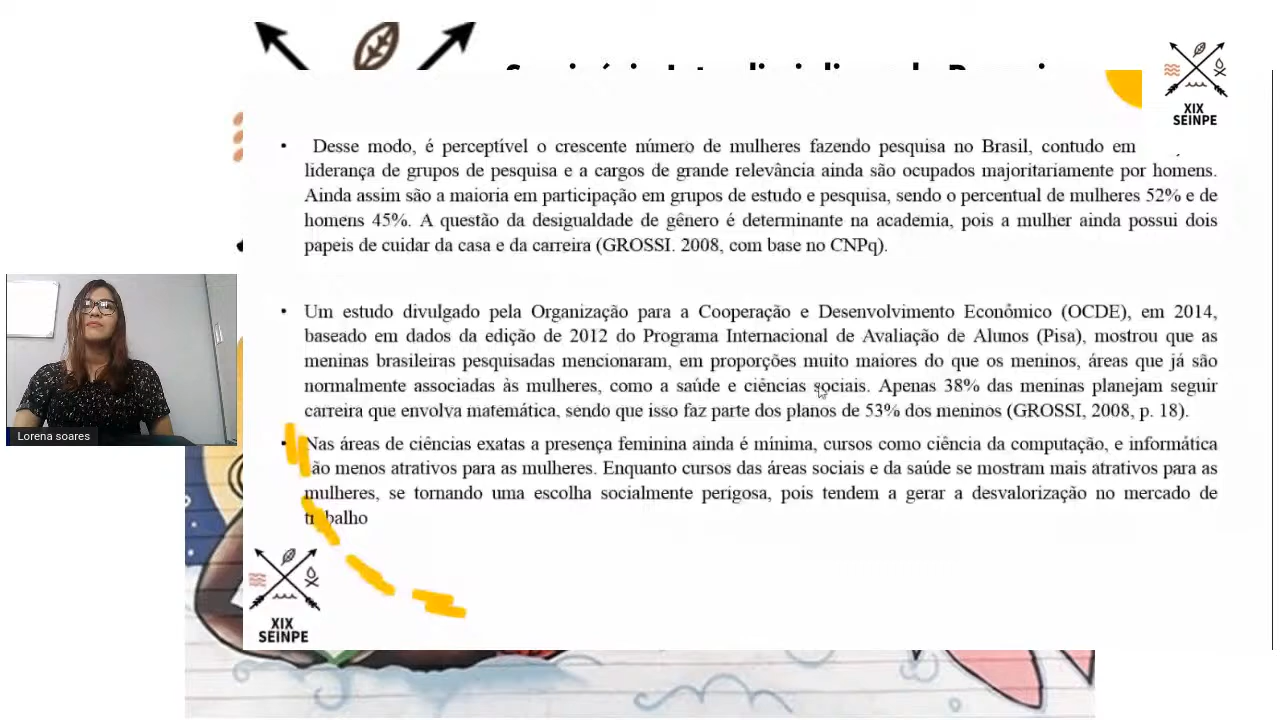 XIX
SEINPE
Desse modo, é perceptível o crescente número de mulheres fazendo pesquisa no Brasil, contudo em
liderança de grupos de pesquisa e a cargos de grande relevância ainda são ocupados majoritariamente por homens.
Ainda assim são a maioria em participação em grupos de estudo e pesquisa, sendo o percentual de mulheres 52% e de
homens 45%. A questão da desigualdade de gênero é determinante na academia, pois a mulher ainda possui dois
papeis de cuidar da casa e da carreira (GROSSI. 2008, com base no CNPq).
Um estudo divulgado pela Organização para a Cooperação e Desenvolvimento Econômico (OCDE), em 2014,
baseado em dados da edição de 2012 do Programa Internacional de Avaliação de Alunos (Pisa), mostrou que as
meninas brasileiras pesquisadas mencionaram, em proporções muito maiores do que os meninos, áreas que já são
normalmente associadas às mulheres, como a saúde e ciências sociais. Apenas 38% das meninas planejam seguir
carreira que envolva matemática, sendo que isso faz parte dos planos de 53% dos meninos (GROSSI, 2008, p. 18).
Nas áreas de ciências exatas a presença feminina ainda é mínima, cursos como ciência da computação, e informática
são menos atrativos para as mulheres. Enquanto cursos das áreas sociais e da saúde se mostram mais atrativos para as
mulheres, se tornando uma escolha socialmente perigosa, pois tendem a gerar a desvalorização no mercado de
trabalho
Lorena soares
XIX
SEINPE